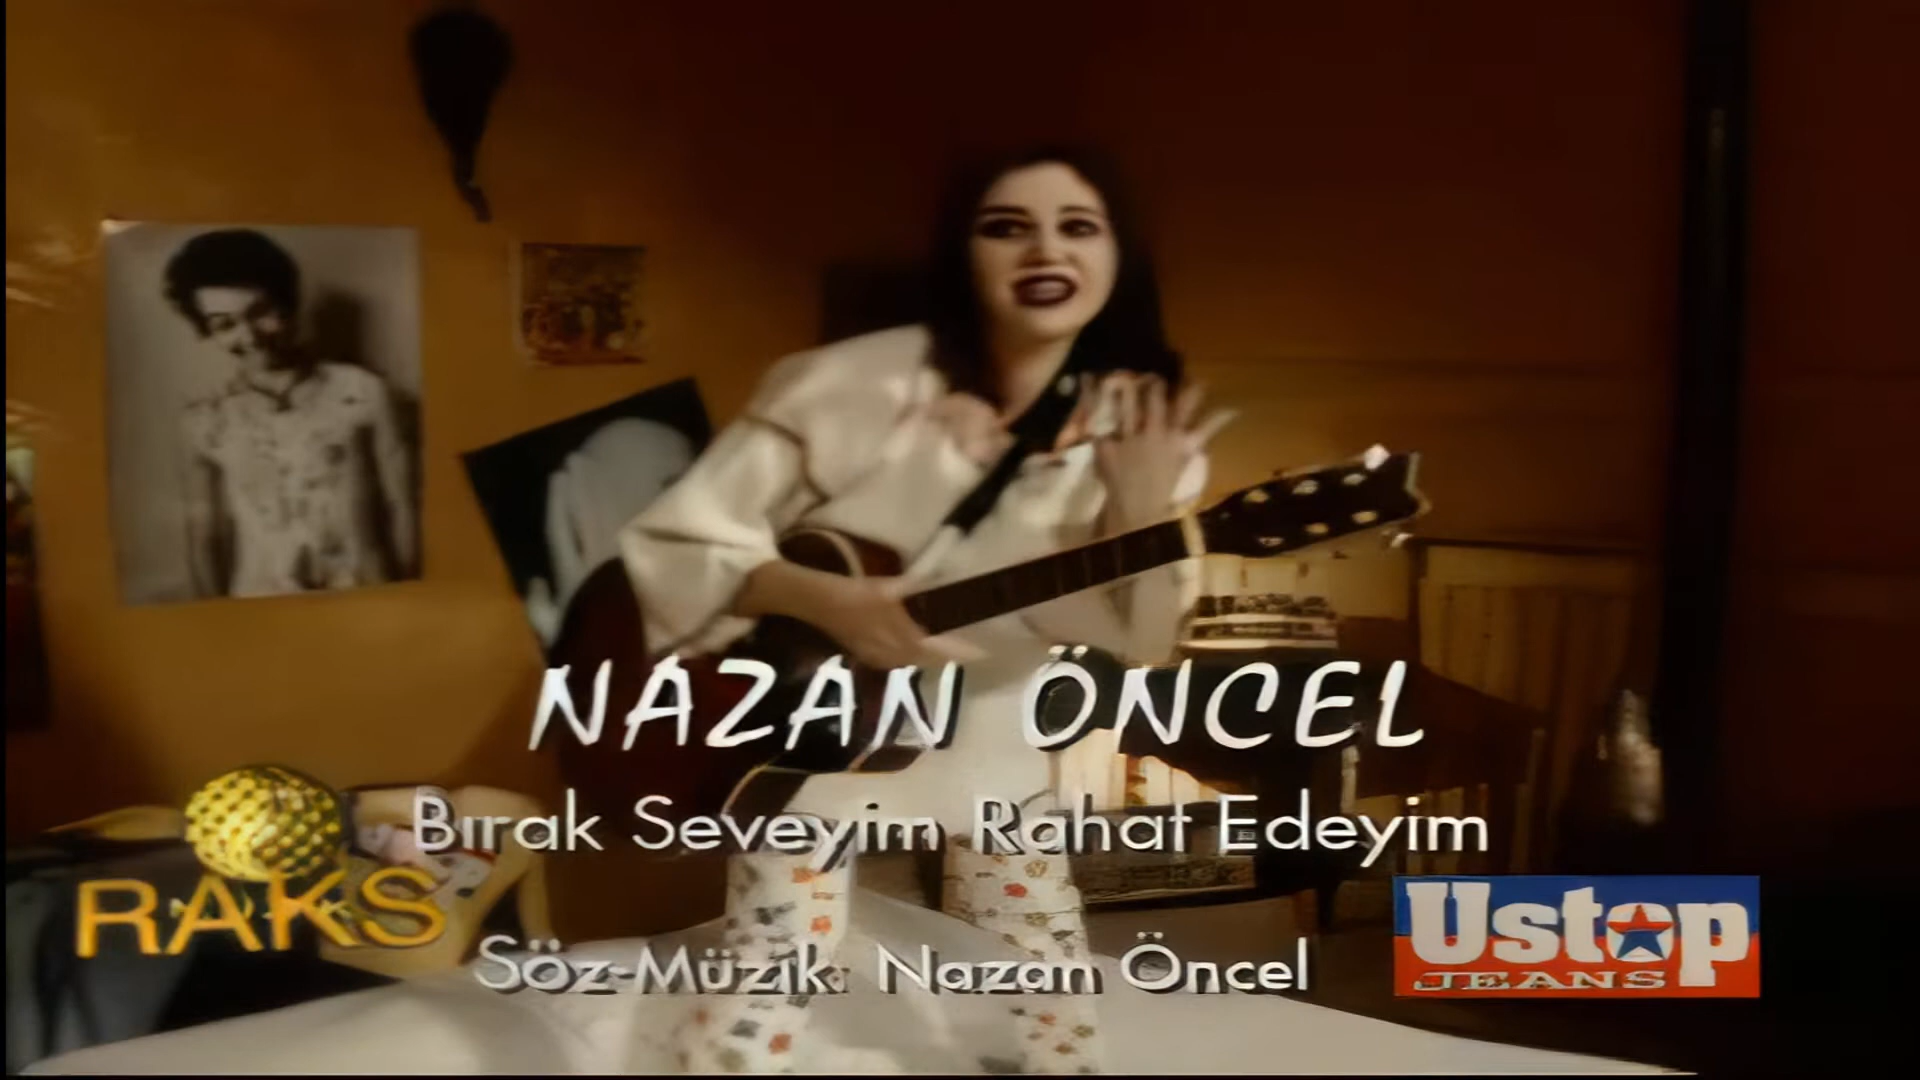 NAZAN ÖNCEL
Bırak Seveyim Rahat Edeyim
RAKS
Söz-Müzik: Nazan Öncel
Ustop
JEANS